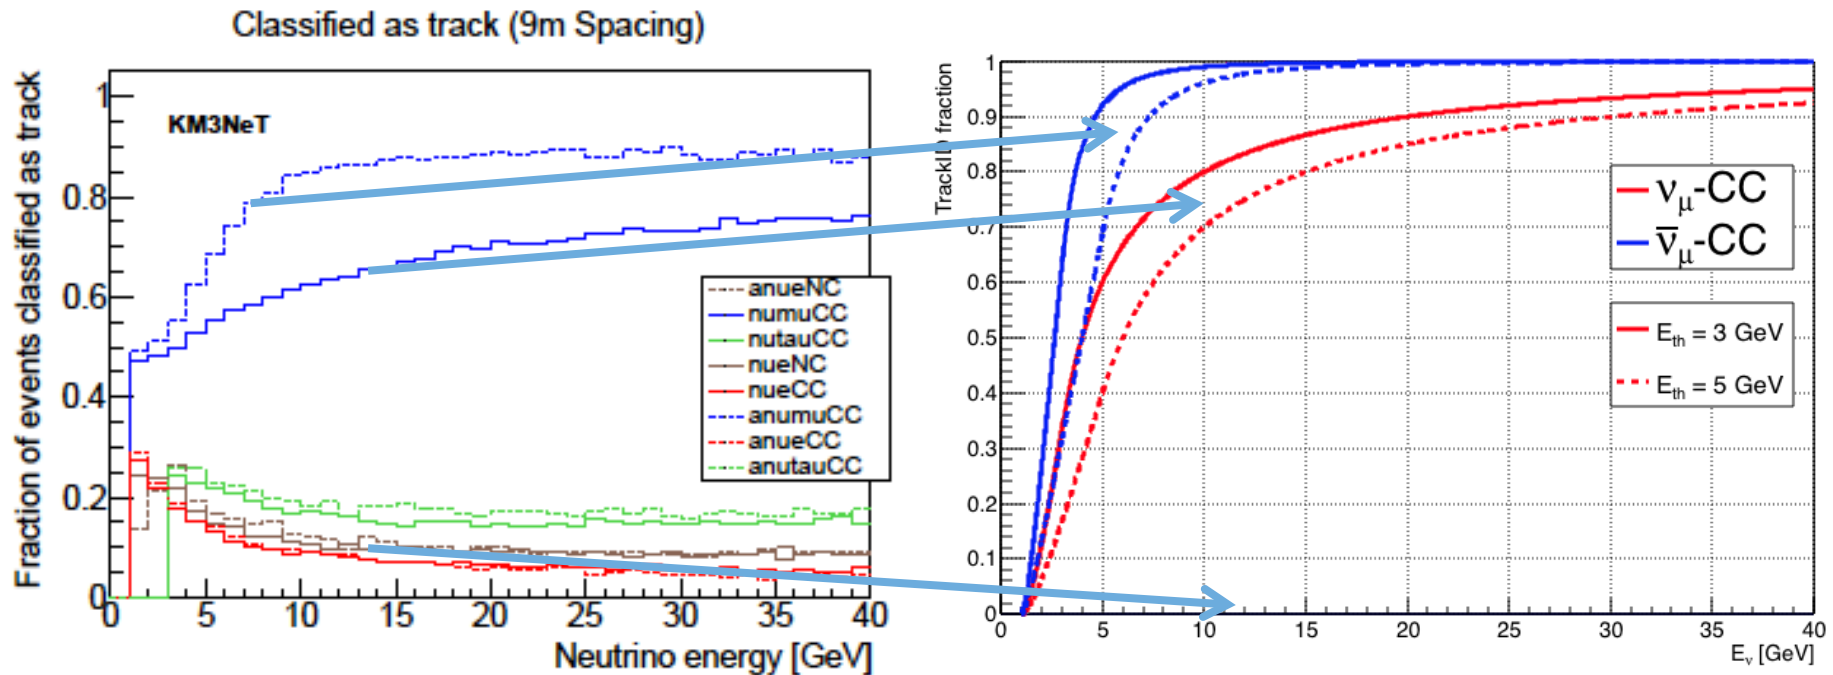 Classified as track (9m Spacing)
Fraction of events classified as track
1
0.8
0.6
0.4
0.2
0
KM3NeT
anueNC
numuCC
nutauCC
nueNC
nueCC
anumuCC
anueCC
anutauCC
0 5 10 15 20 25 30 35 40
Neutrino energy [GeV]
TrackID fraction
1
0.9
0.8
0.7
0.6
0.5
0.4
0.3
0.2
0.1
0
νμ-CC
ν̅μ-CC
Eth = 3 GeV
Eth = 5 GeV
0 5 10 15 20 25 30 35 40
Eν [GeV]